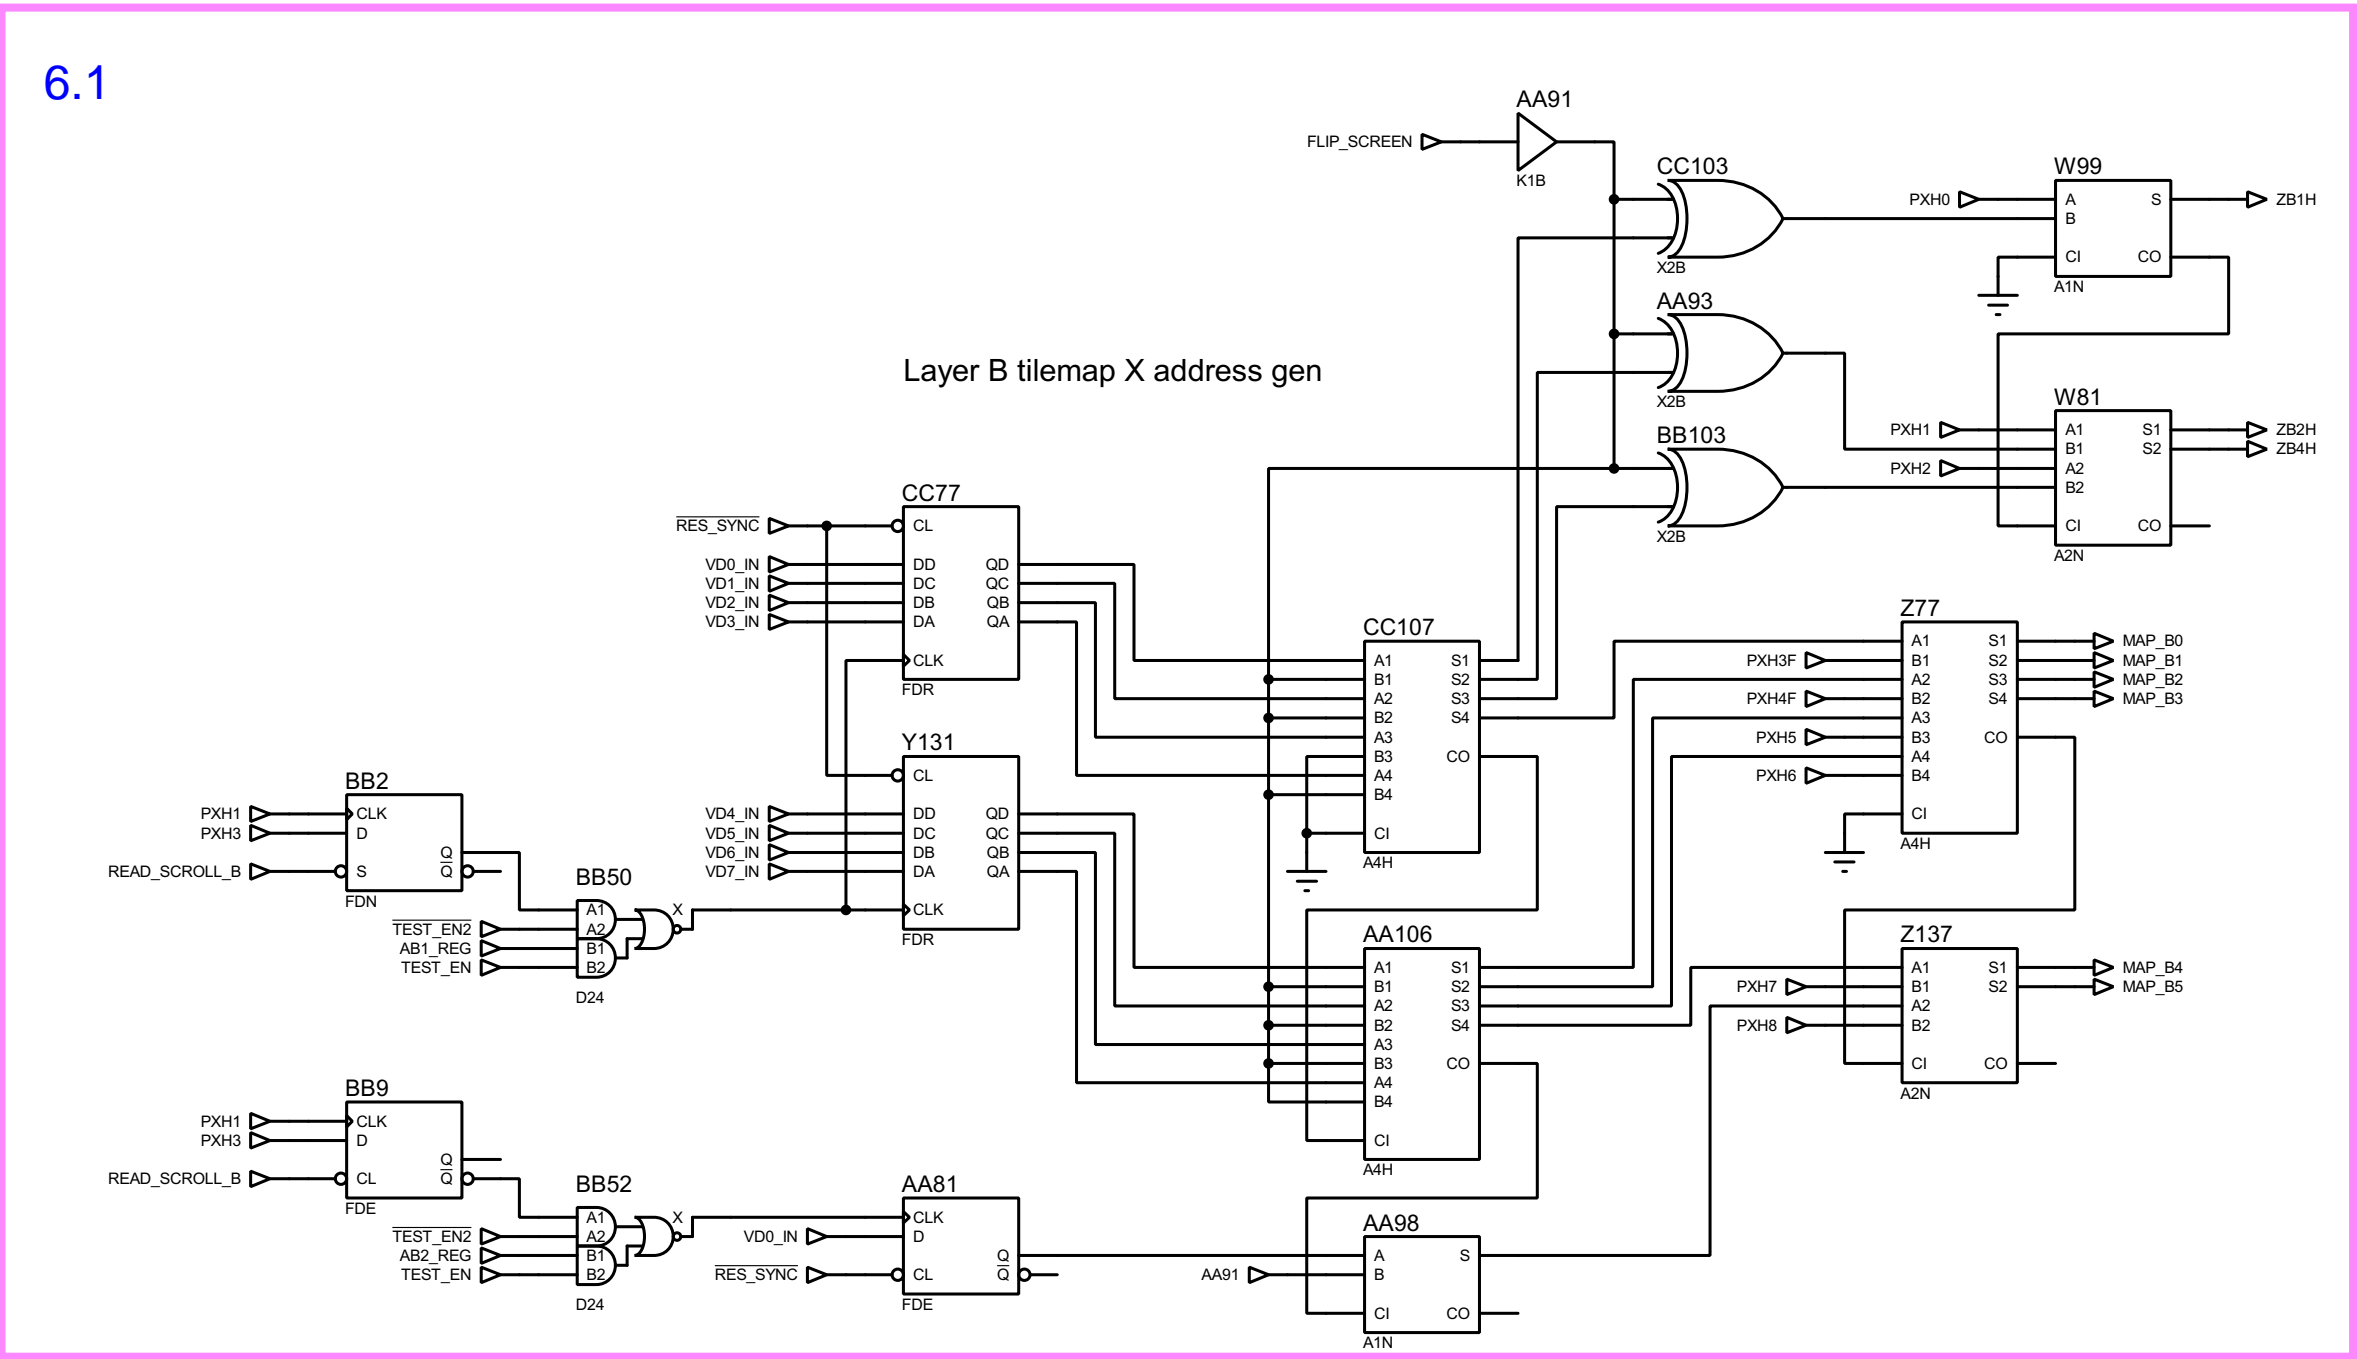 6.1
Layer B tilemap X address gen
FLIP_SCREEN
AA91
K1B
CC103
X2B
AA93
X2B
BB103
X2B
PXH0
W99
A S
B
CI CO
A1N
ZB1H
PXH1
PXH2
W81
A1 S1
B1 S2
A2
B2
CI CO
A2N
ZB2H
ZB4H
RES_SYNC
VD0_IN
VD1_IN
VD2_IN
VD3_IN
CC77
CL
DD QD
DC QC
DB QB
DA QA
CLK
FDR
VD4_IN
VD5_IN
VD6_IN
VD7_IN
Y131
CL
DD QD
DC QC
DB QB
DA QA
CLK
FDR
PXH1
PXH3
READ_SCROLL_B
BB2
CLK
D
Q
S Q
FDN
TEST_EN2
AB1_REG
TEST_EN
BB50
A1 X
A2
B1
B2
D24
CC107
A1 S1
B1 S2
A2 S3
B2 S4
A3
B3 CO
A4
B4
CI
A4H
AA106
A1 S1
B1 S2
A2 S3
B2 S4
A3
B3 CO
A4
B4
CI
A4H
PXH3F
PXH4F
PXH5
PXH6
Z77
A1 S1
B1 S2
A2 S3
B2 S4
A3
B3 CO
A4
B4
CI
A4H
MAP_B0
MAP_B1
MAP_B2
MAP_B3
PXH7
PXH8
Z137
A1 S1
B1 S2
A2
B2
CI CO
A2N
MAP_B4
MAP_B5
PXH1
PXH3
READ_SCROLL_B
BB9
CLK
D
Q
CL Q
FDE
TEST_EN2
AB2_REG
TEST_EN
BB52
A1 X
A2
B1
B2
D24
VD0_IN
RES_SYNC
AA81
CLK
D
Q
CL Q
FDE
AA91
AA98
A S
B
CI CO
A1N